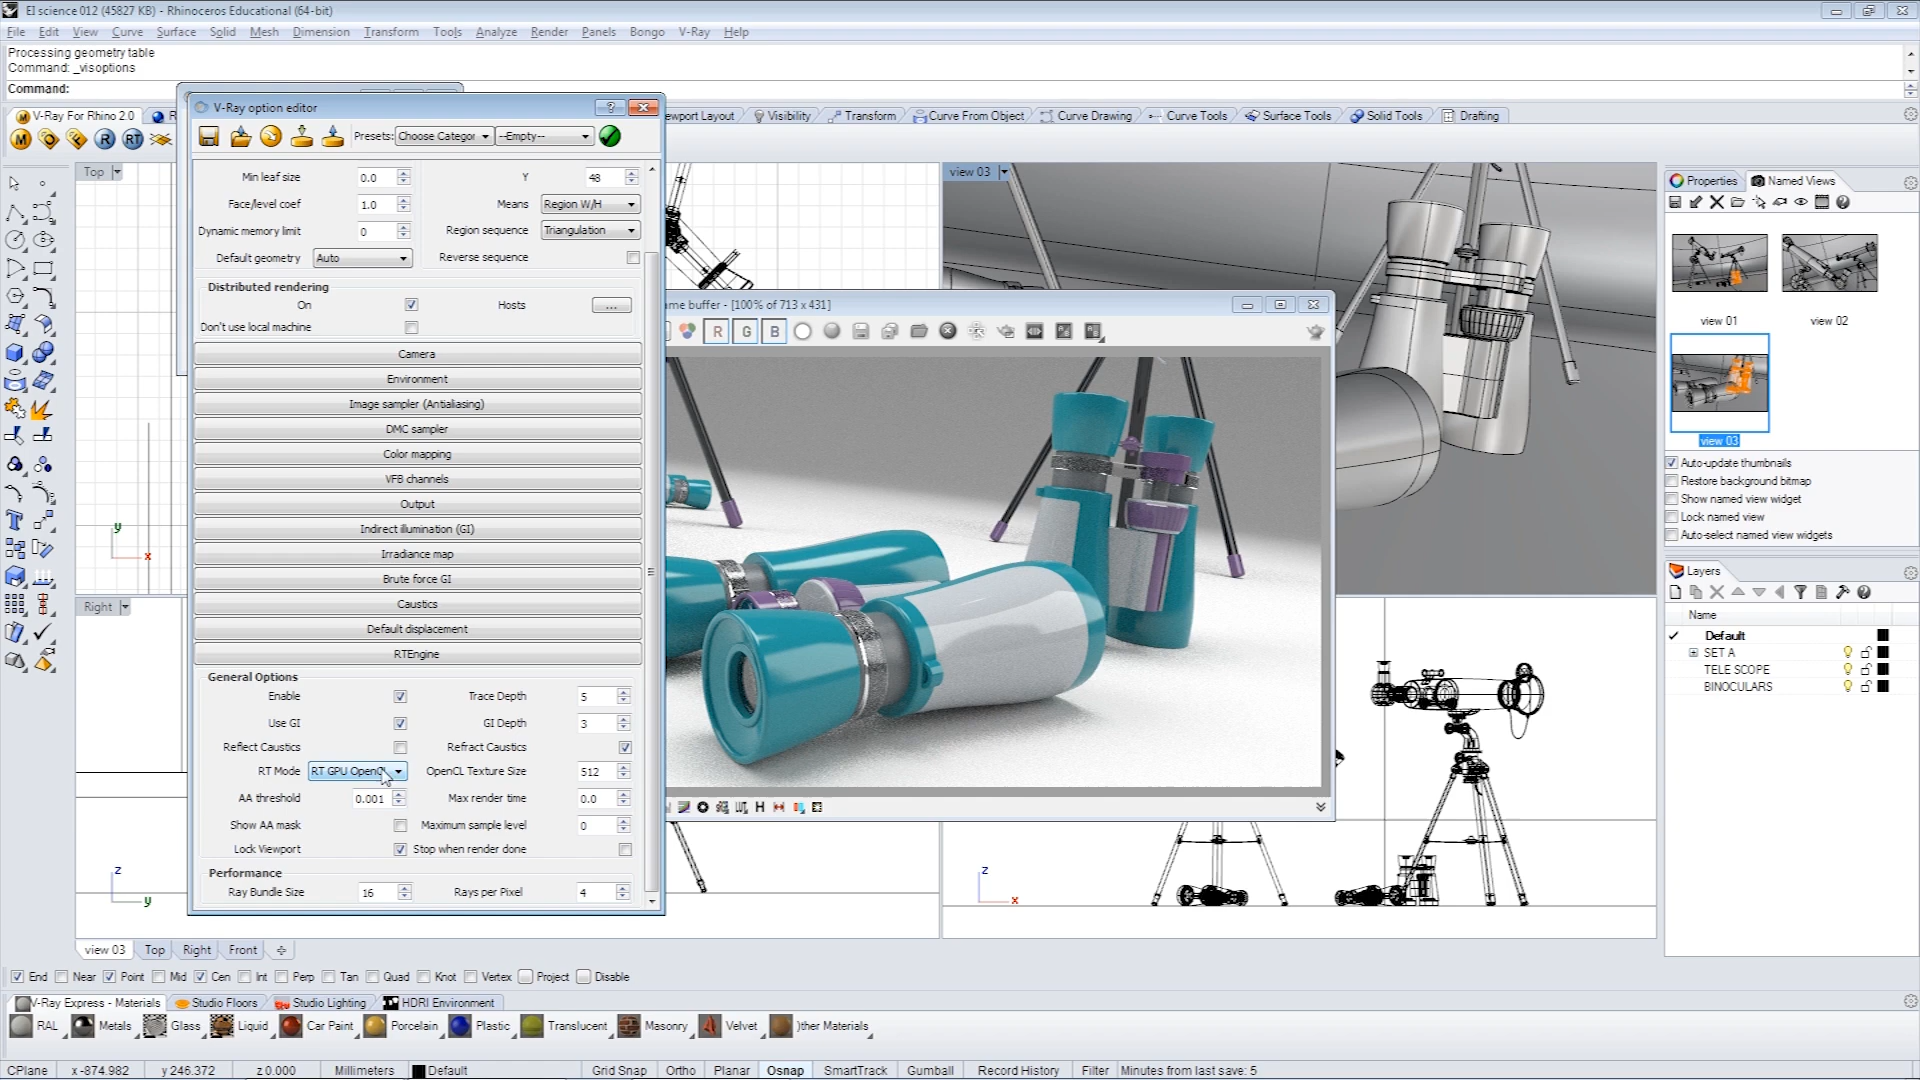 EI science 012 (45827 KB) - Rhinoceros Educational (64-bit)
File Edit View Curve Surface Solid Mesh Dimension Transform Tools Analyze Render Panels Bongo V-Ray Help
Processing geometry table
Command: _visoptions
Command:
V-Ray For Rhino 2.0
ewport Layout Visibility Transform Curve From Object Curve Drawing Curve Tools Surface Tools Solid Tools Drafting
M O F R RT
V-Ray option editor
Presets: Choose Categor --Empty--
Min leaf size 0.0 Y 48
Face/level coef 1.0 Means Region W/H
Dynamic memory limit 0 Region sequence Triangulation
Default geometry Auto Reverse sequence
Distributed rendering
On Hosts ...
Don't use local machine
Camera
Environment
Image sampler (Antialiasing)
DMC sampler
Color mapping
VFB channels
Output
Indirect illumination (GI)
Irradiance map
Brute force GI
Caustics
Default displacement
RTEngine
General Options
Enable Trace Depth 5
Use GI GI Depth 3
Reflect Caustics Refract Caustics
RT Mode RT GPU OpenCL OpenCL Texture Size 512
AA threshold 0.001 Max render time 0.0
Show AA mask Maximum sample level 0
Lock Viewport Stop when render done
Performance
Ray Bundle Size 16 Rays per Pixel 4
Top
Right
view 03
ame buffer - [100% of 713 x 431]
R G B
LUT H
y
x
z
y
z
x
Properties Named Views
view 01 view 02
view 03
Auto-update thumbnails
Restore background bitmap
Show named view widget
Lock named view
Auto-select named view widgets
Layers
Name
Default
SET A
TELE SCOPE
BINOCULARS
view 03 Top Right Front
End Near Point Mid Cen Int Perp Tan Quad Knot Vertex Project Disable
V-Ray Express - Materials Studio Floors Studio Lighting HDRI Environment
RAL Metals Glass Liquid Car Paint Porcelain Plastic Translucent Masonry Velvet )ther Materials
CPlane x -874.982 y 246.372 z 0.000 Millimeters Default Grid Snap Ortho Planar Osnap SmartTrack Gumball Record History Filter Minutes from last save: 5